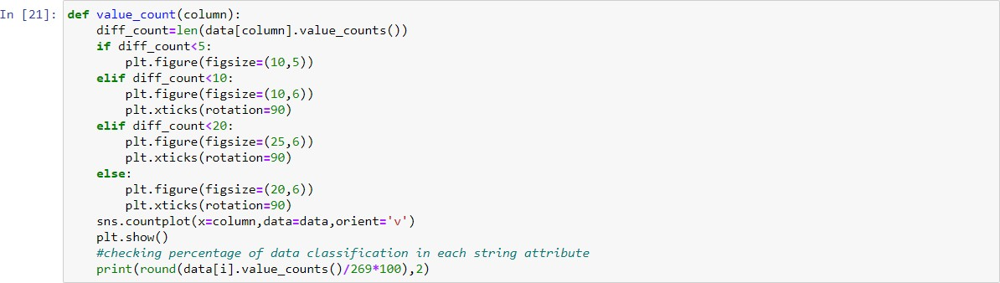 In [21]: def value_count(column):
    diff_count=len(data[column].value_counts())
    if diff_count<5:
        plt.figure(figsize=(10,5))
    elif diff_count<10:
        plt.figure(figsize=(10,6))
        plt.xticks(rotation=90)
    elif diff_count<20:
        plt.figure(figsize=(25,6))
        plt.xticks(rotation=90)
    else:
        plt.figure(figsize=(20,6))
        plt.xticks(rotation=90)
    sns.countplot(x=column,data=data,orient='v')
    plt.show()
    #checking percentage of data classification in each string attribute
    print(round(data[i].value_counts()/269*100),2)